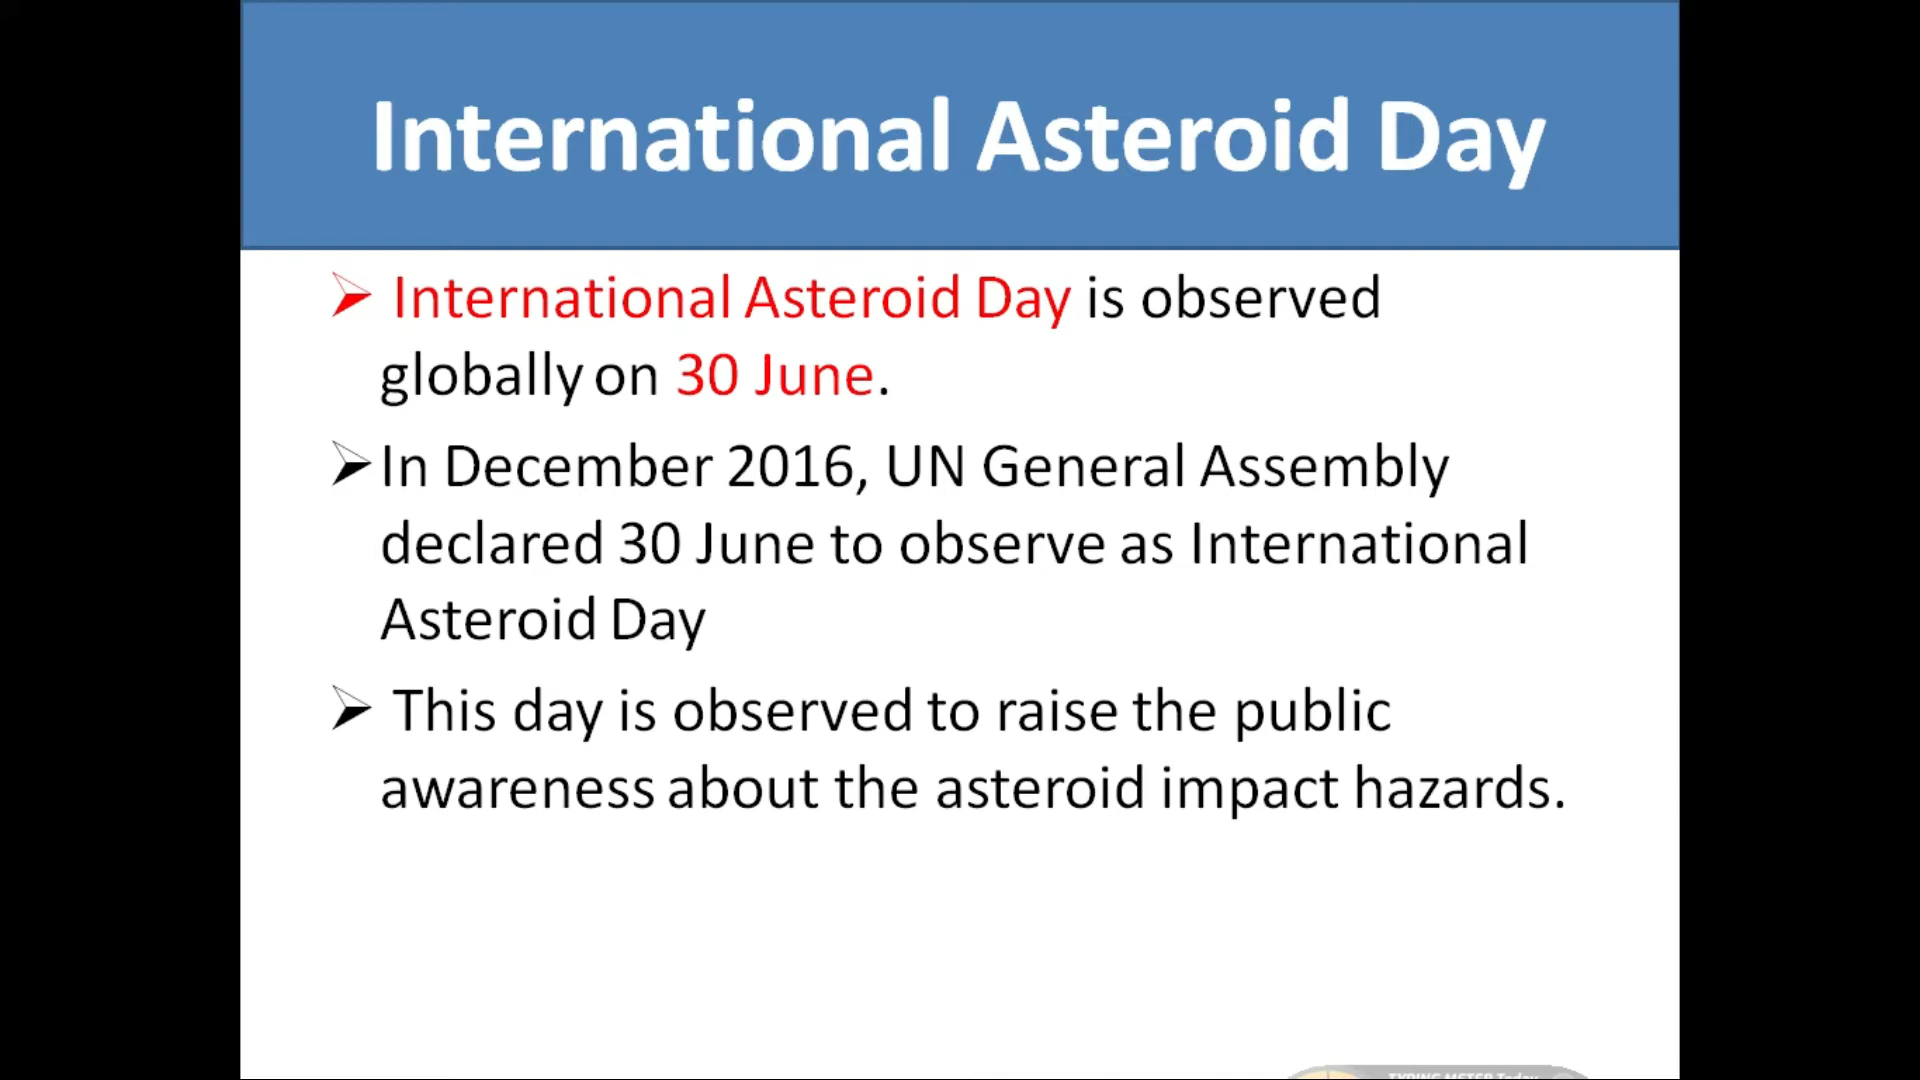 International Asteroid Day
➢ International Asteroid Day is observed
globally on 30 June.
➢In December 2016, UN General Assembly
declared 30 June to observe as International
Asteroid Day
➢ This day is observed to raise the public
awareness about the asteroid impact hazards.